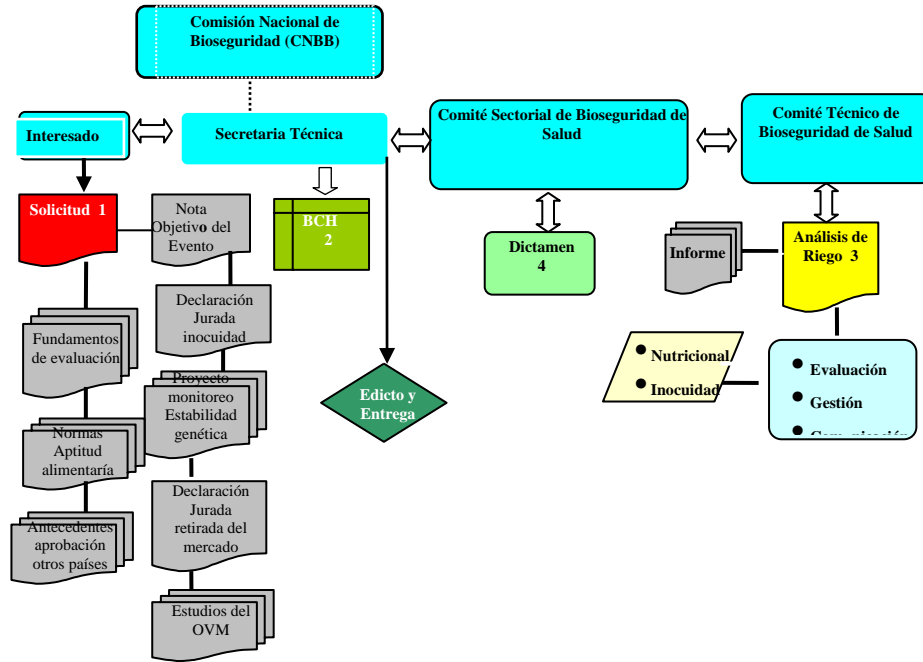 Comisión Nacional de
Bioseguridad (CNBB)
Interesado
Secretaria Técnica
Comité Sectorial de Bioseguridad de
Salud
Comité Técnico de
Bioseguridad de Salud
Solicitud 1
Nota
Objetivo del
Evento
BCH
2
Dictamen
4
Informe
Análisis de
Riego 3
Declaración
Jurada
inocuidad
Fundamentos
de evaluación
Proyecto
monitoreo
Estabilidad
genética
Edicto y
Entrega
• Nutricional
• Inocuidad
• Evaluación
• Gestión
Normas
Aptitud
alimentaría
Declaración
Jurada
retirada del
mercado
Antecedentes
aprobación
otros países
Estudios del
OVM